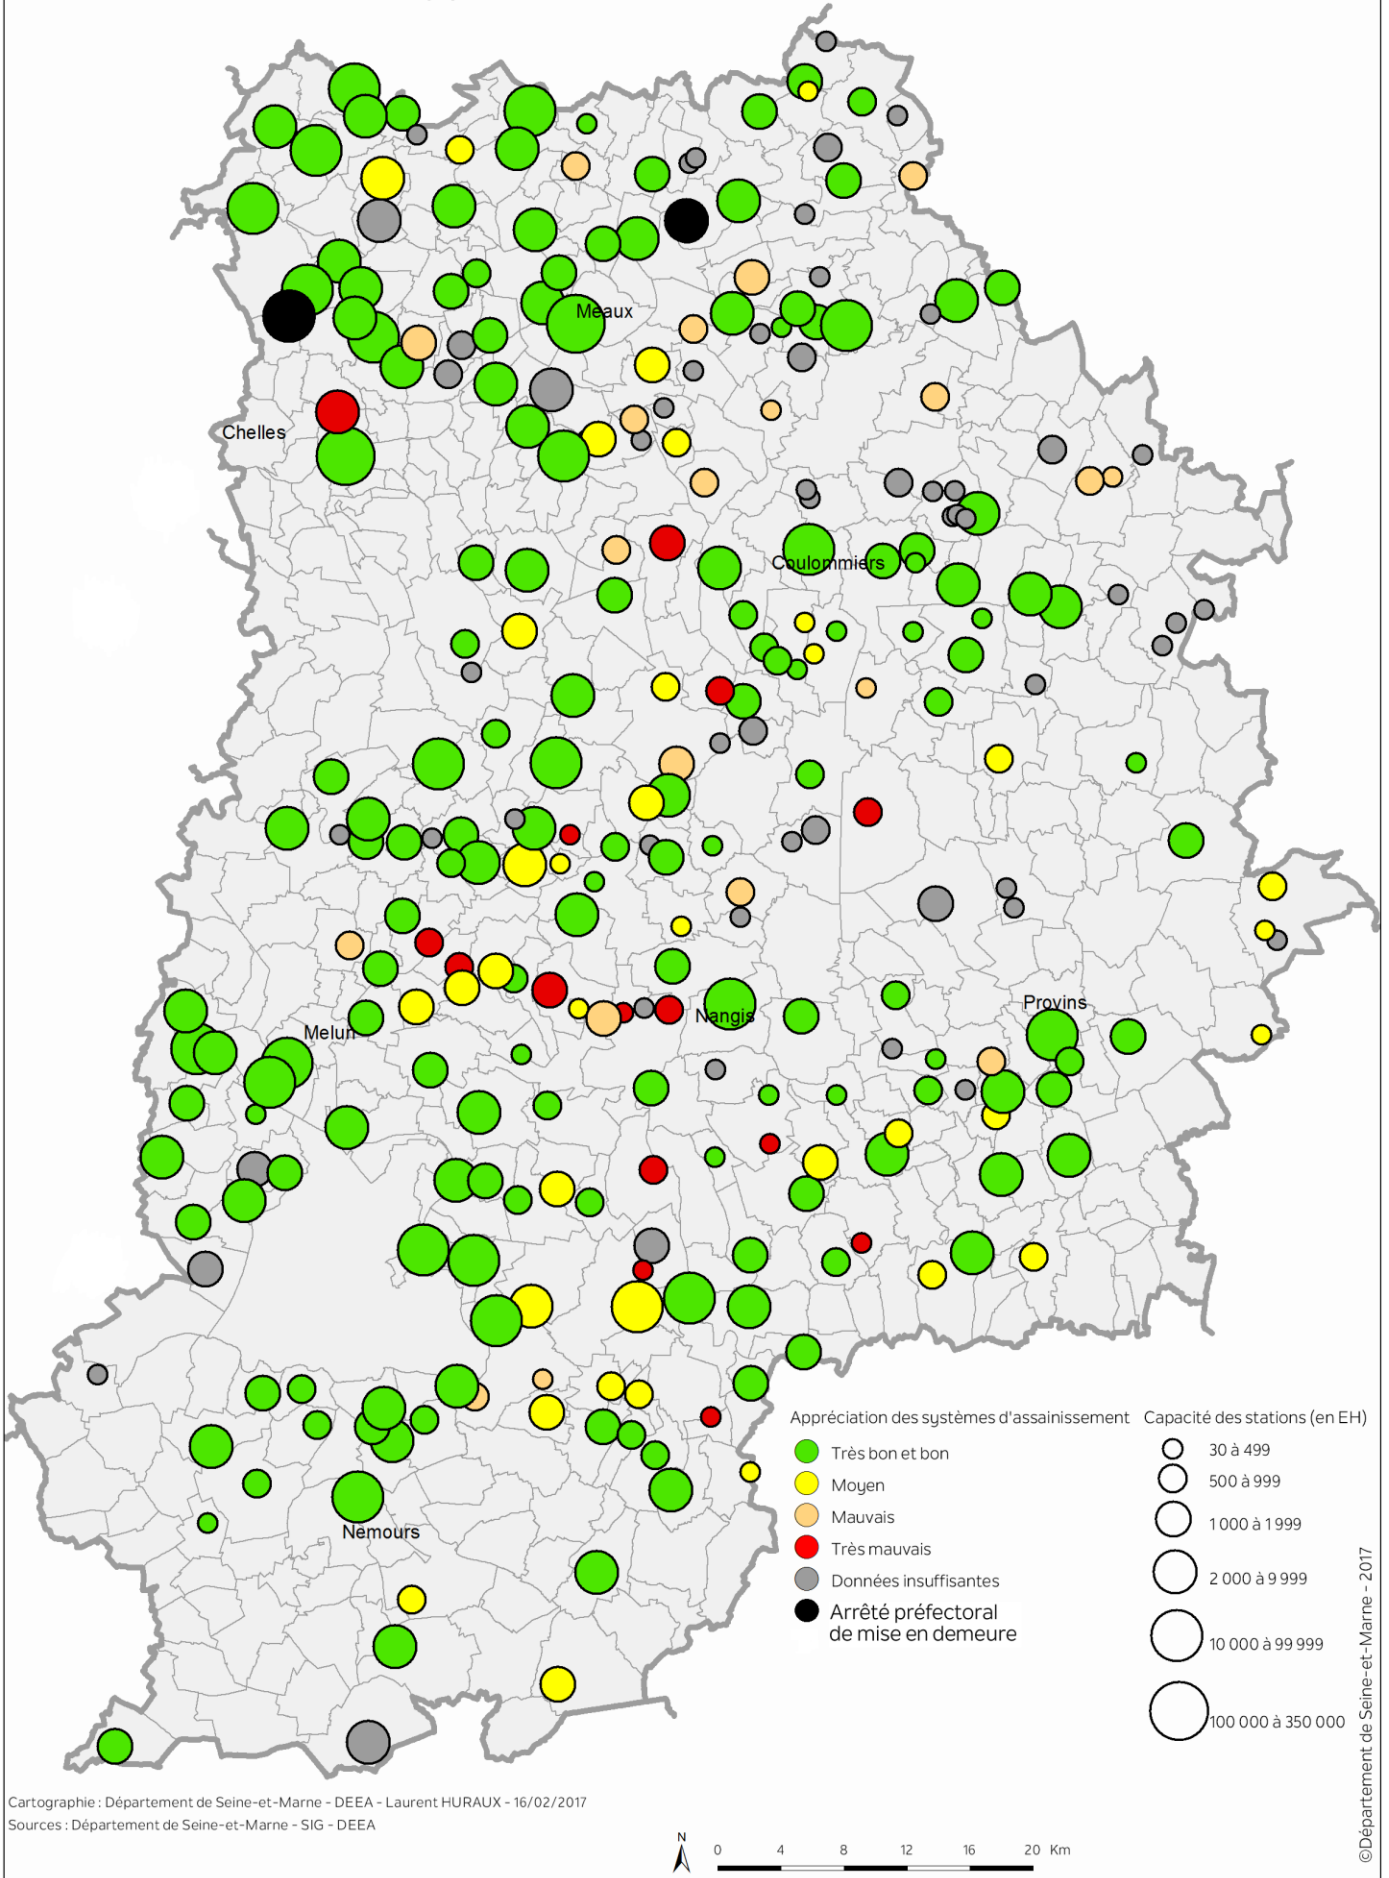 Meaux
Chelles
Coulommiers
Provins
Nangis
Melun
Appréciation des systèmes d'assainissement
Très bon et bon
Moyen
Mauvais
Très mauvais
Données insuffisantes
Arrêté préfectoral
de mise en demeure
Capacité des stations (en EH)
30 à 499
500 à 999
1 000 à 1 999
2 000 à 9 999
10 000 à 99 999
100 000 à 350 000
Nemours
©Département de Seine-et-Marne - 2017
Cartographie : Département de Seine-et-Marne - DEEA - Laurent HURAUX - 16/02/2017
Sources : Département de Seine-et-Marne - SIG - DEEA
N
0 4 8 12 16 20 Km